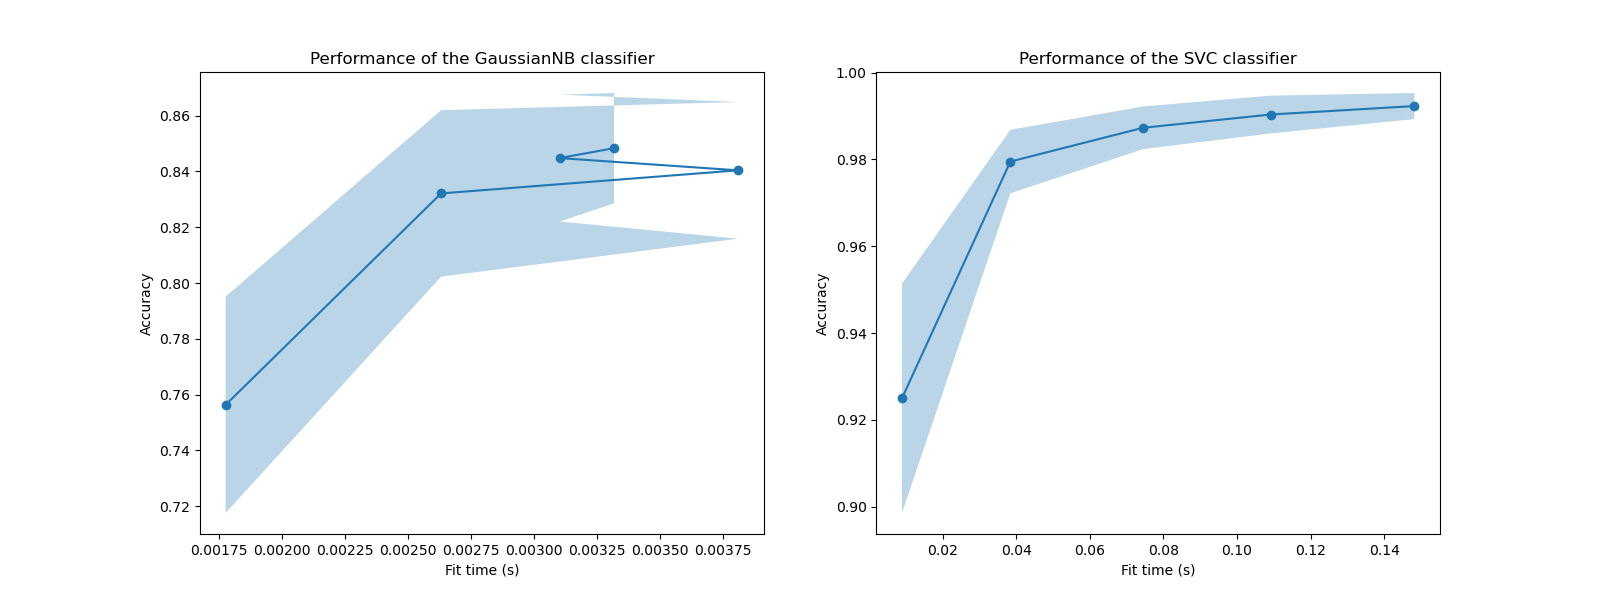 Performance of the GaussianNB classifier
Accuracy
0.86
0.84
0.82
0.80
0.78
0.76
0.74
0.72
0.00175 0.00200 0.00225 0.00250 0.00275 0.00300 0.00325 0.00350 0.00375
Fit time (s)
Performance of the SVC classifier
Accuracy
1.00
0.98
0.96
0.94
0.92
0.90
0.02 0.04 0.06 0.08 0.10 0.12 0.14
Fit time (s)